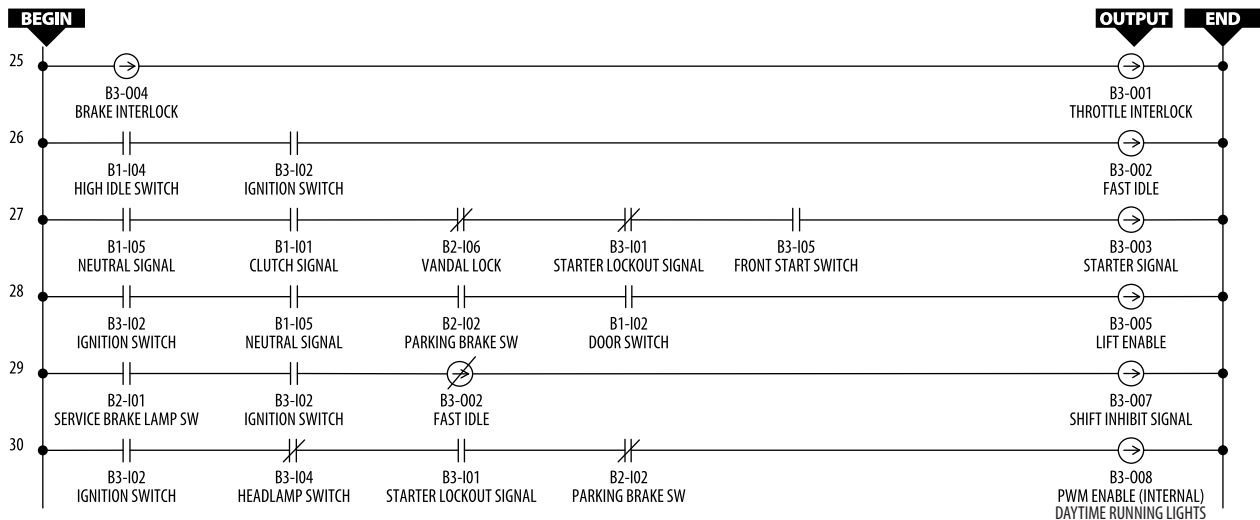 BEGIN OUTPUT END
25
B3-004 B3-001
BRAKE INTERLOCK THROTTLE INTERLOCK
26
B1-I04 B3-I02 B3-002
HIGH IDLE SWITCH IGNITION SWITCH FAST IDLE
27
B1-I05 B1-I01 B2-I06 B3-I01 B3-I05 B3-003
NEUTRAL SIGNAL CLUTCH SIGNAL VANDAL LOCK STARTER LOCKOUT SIGNAL FRONT START SWITCH STARTER SIGNAL
28
B3-I02 B1-I05 B2-I02 B1-I02 B3-005
IGNITION SWITCH NEUTRAL SIGNAL PARKING BRAKE SW DOOR SWITCH LIFT ENABLE
29
B2-I01 B3-I02 B3-002 B3-007
SERVICE BRAKE LAMP SW IGNITION SWITCH FAST IDLE SHIFT INHIBIT SIGNAL
30
B3-I02 B3-I04 B3-I01 B2-I02 B3-008
IGNITION SWITCH HEADLAMP SWITCH STARTER LOCKOUT SIGNAL PARKING BRAKE SW PWM ENABLE (INTERNAL)
DAYTIME RUNNING LIGHTS